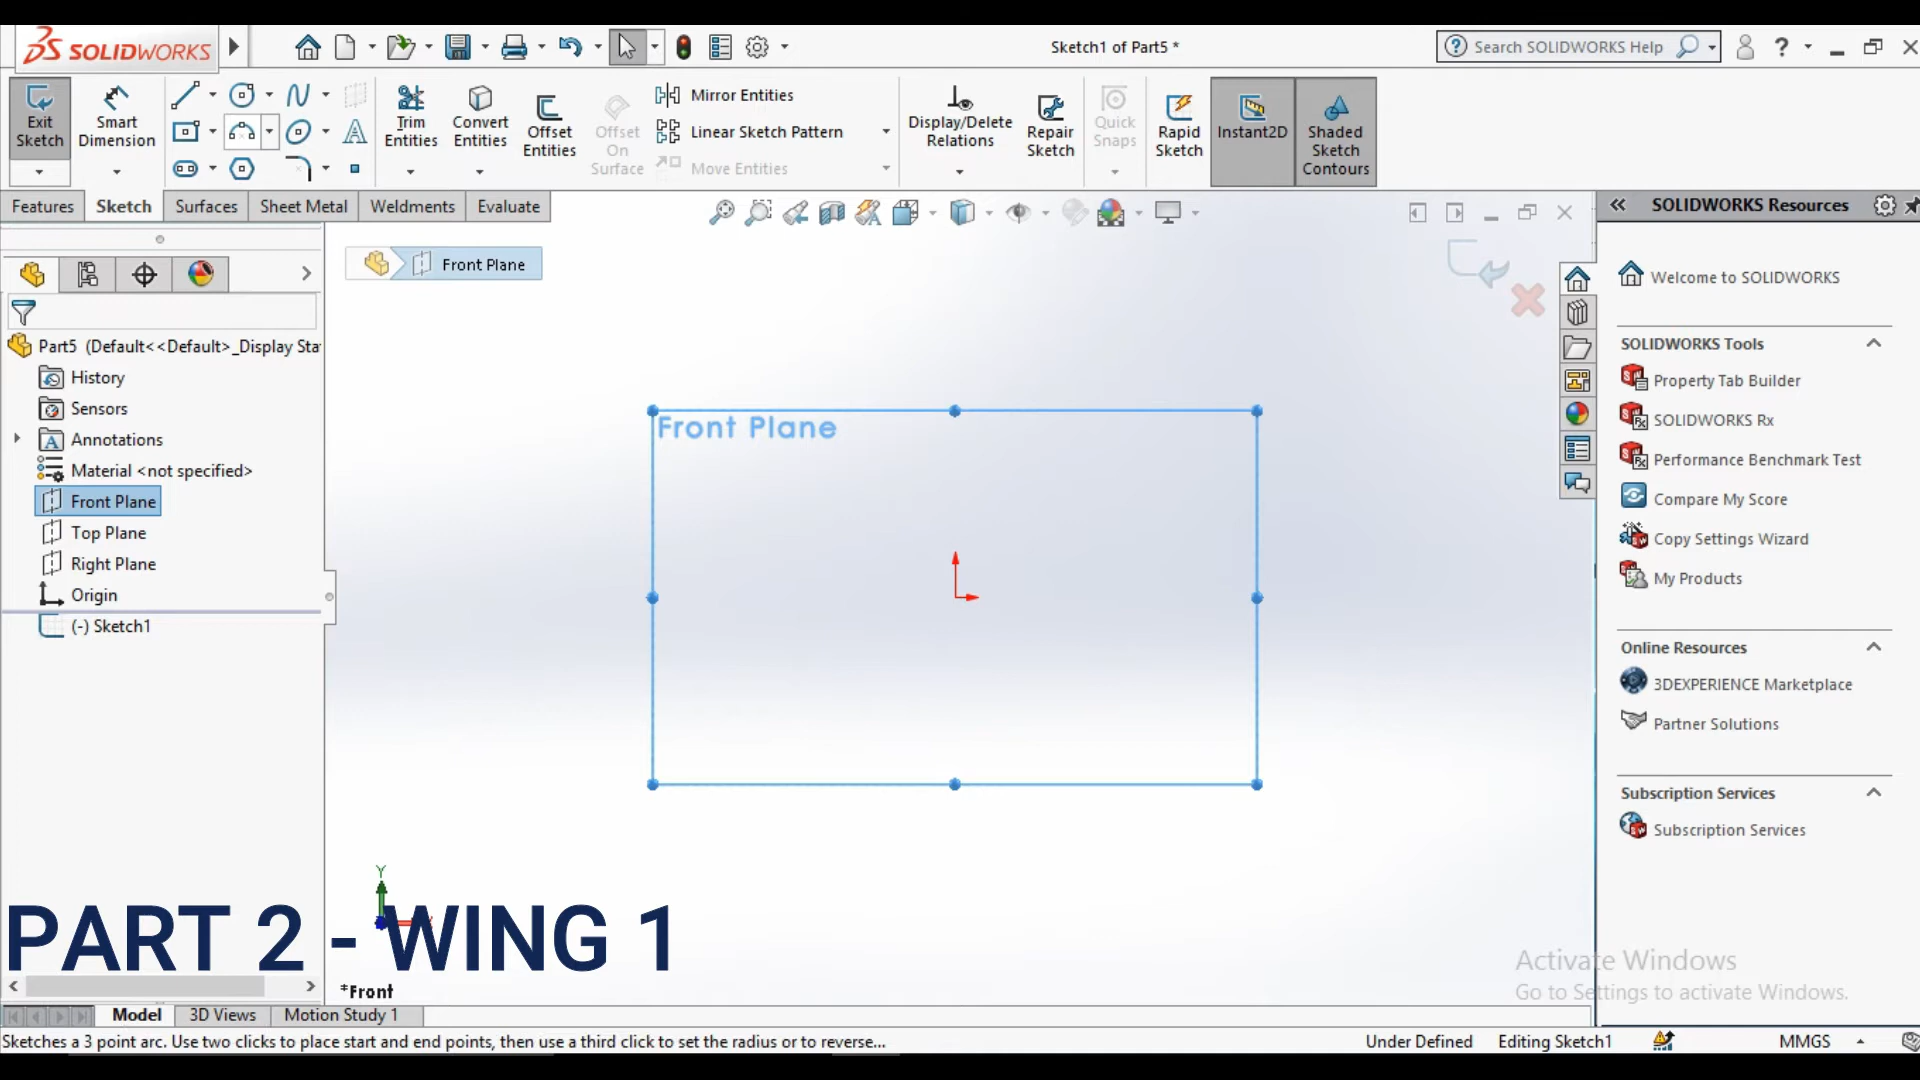 SOLIDWORKS
Sketch1 of Part5 *
Search SOLIDWORKS Help
?
Exit Sketch
Smart Dimension
Trim Entities
Convert Entities
Offset Entities
Offset On Surface
Mirror Entities
Linear Sketch Pattern
Move Entities
Display/Delete Relations
Repair Sketch
Quick Snaps
Rapid Sketch
Instant2D
Shaded Sketch Contours
Features
Sketch
Surfaces
Sheet Metal
Weldments
Evaluate
SOLIDWORKS Resources
Front Plane
Welcome to SOLIDWORKS
Part5 (Default<<Default>_Display Sta
History
Sensors
Annotations
Material <not specified>
Front Plane
Top Plane
Right Plane
Origin
(-) Sketch1
Front Plane
SOLIDWORKS Tools
Property Tab Builder
SOLIDWORKS Rx
Performance Benchmark Test
Compare My Score
Copy Settings Wizard
My Products
Online Resources
3DEXPERIENCE Marketplace
Partner Solutions
Subscription Services
Subscription Services
Y
PART 2 - WING 1
*Front
Activate Windows
Go to Settings to activate Windows.
Model
3D Views
Motion Study 1
Sketches a 3 point arc. Use two clicks to place start and end points, then use a third click to set the radius or to reverse...
Under Defined
Editing Sketch1
MMGS